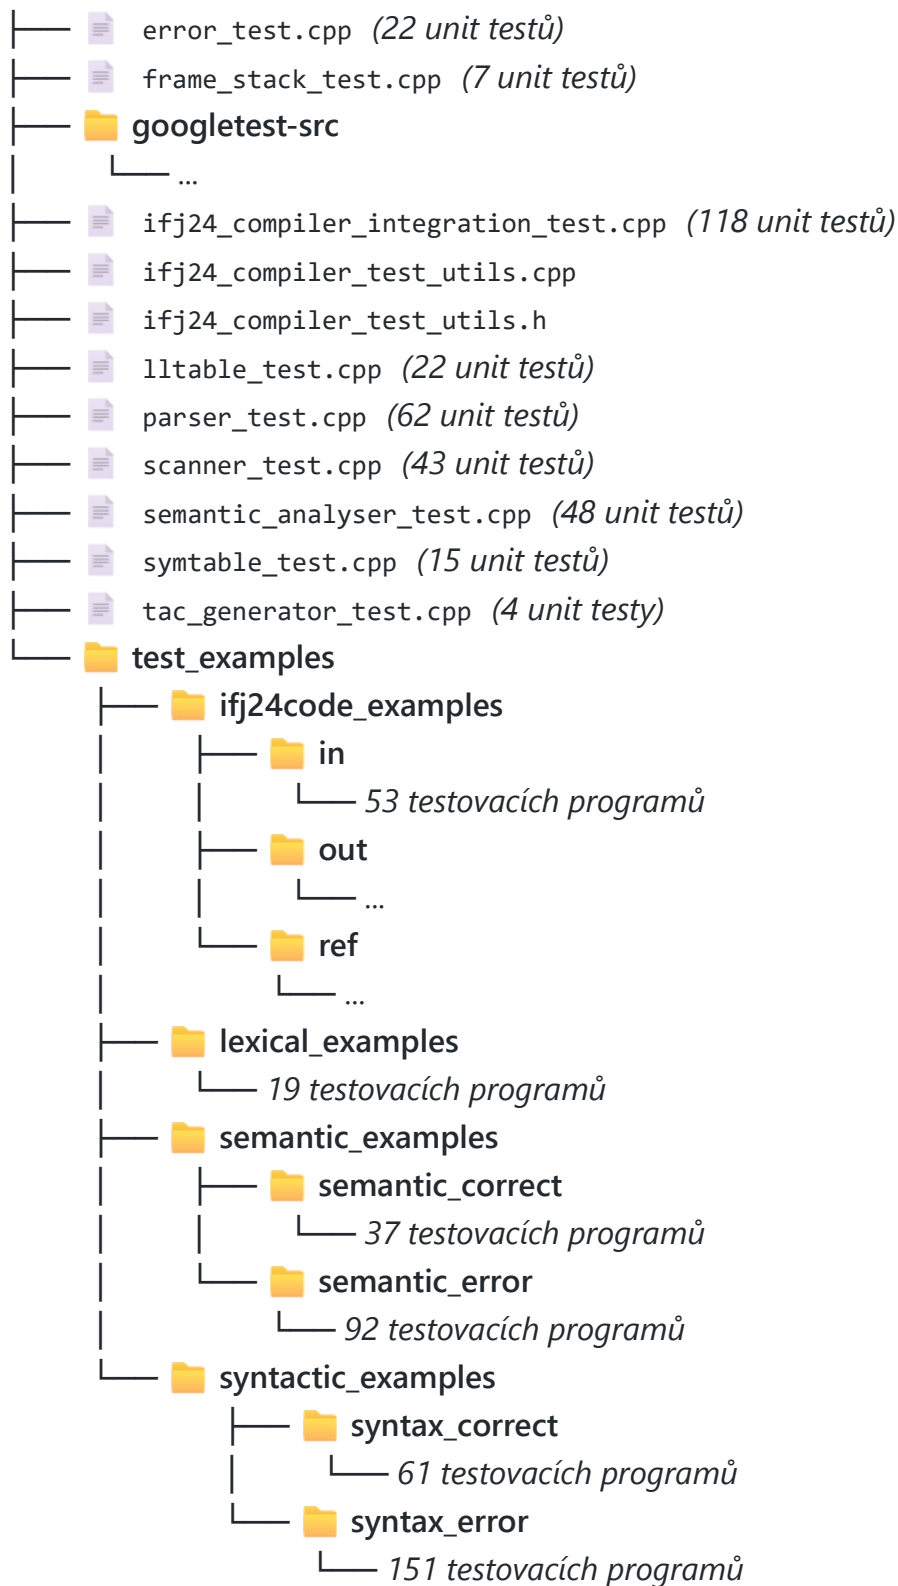 error_test.cpp (22 unit testů)
frame_stack_test.cpp (7 unit testů)
googletest-src
...
ifj24_compiler_integration_test.cpp (118 unit testů)
ifj24_compiler_test_utils.cpp
ifj24_compiler_test_utils.h
lltable_test.cpp (22 unit testů)
parser_test.cpp (62 unit testů)
scanner_test.cpp (43 unit testů)
semantic_analyser_test.cpp (48 unit testů)
symtable_test.cpp (15 unit testů)
tac_generator_test.cpp (4 unit testy)
test_examples
ifj24code_examples
in
53 testovacích programů
out
...
ref
...
lexical_examples
19 testovacích programů
semantic_examples
semantic_correct
37 testovacích programů
semantic_error
92 testovacích programů
syntactic_examples
syntax_correct
61 testovacích programů
syntax_error
151 testovacích programů